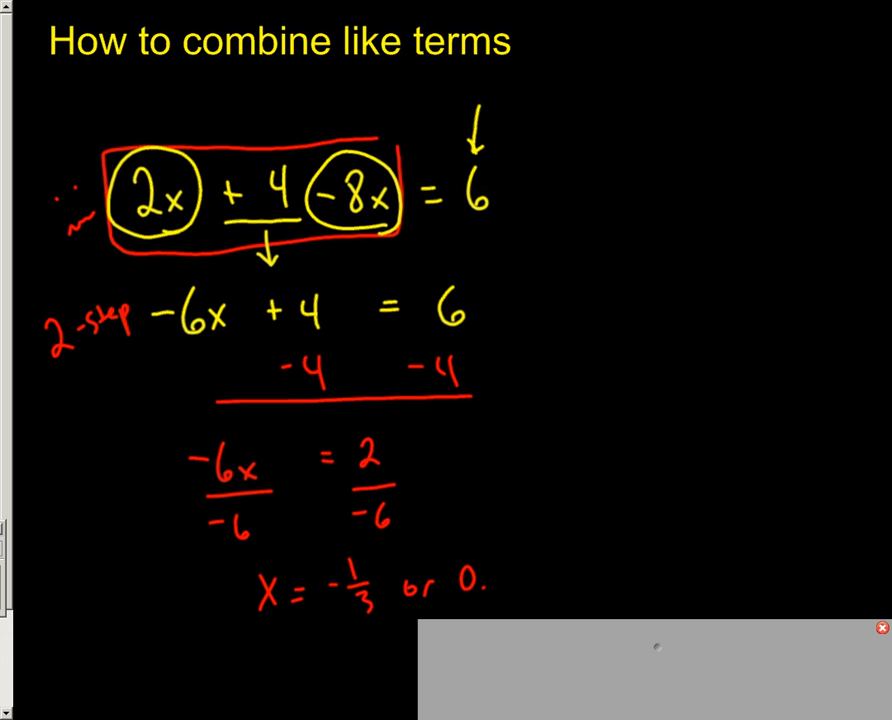 How to combine like terms
2x + 4 - 8x = 6
2-step -6x + 4 = 6
-4 -4
-6x = 2
-6 -6
x = -1/3 or 0.